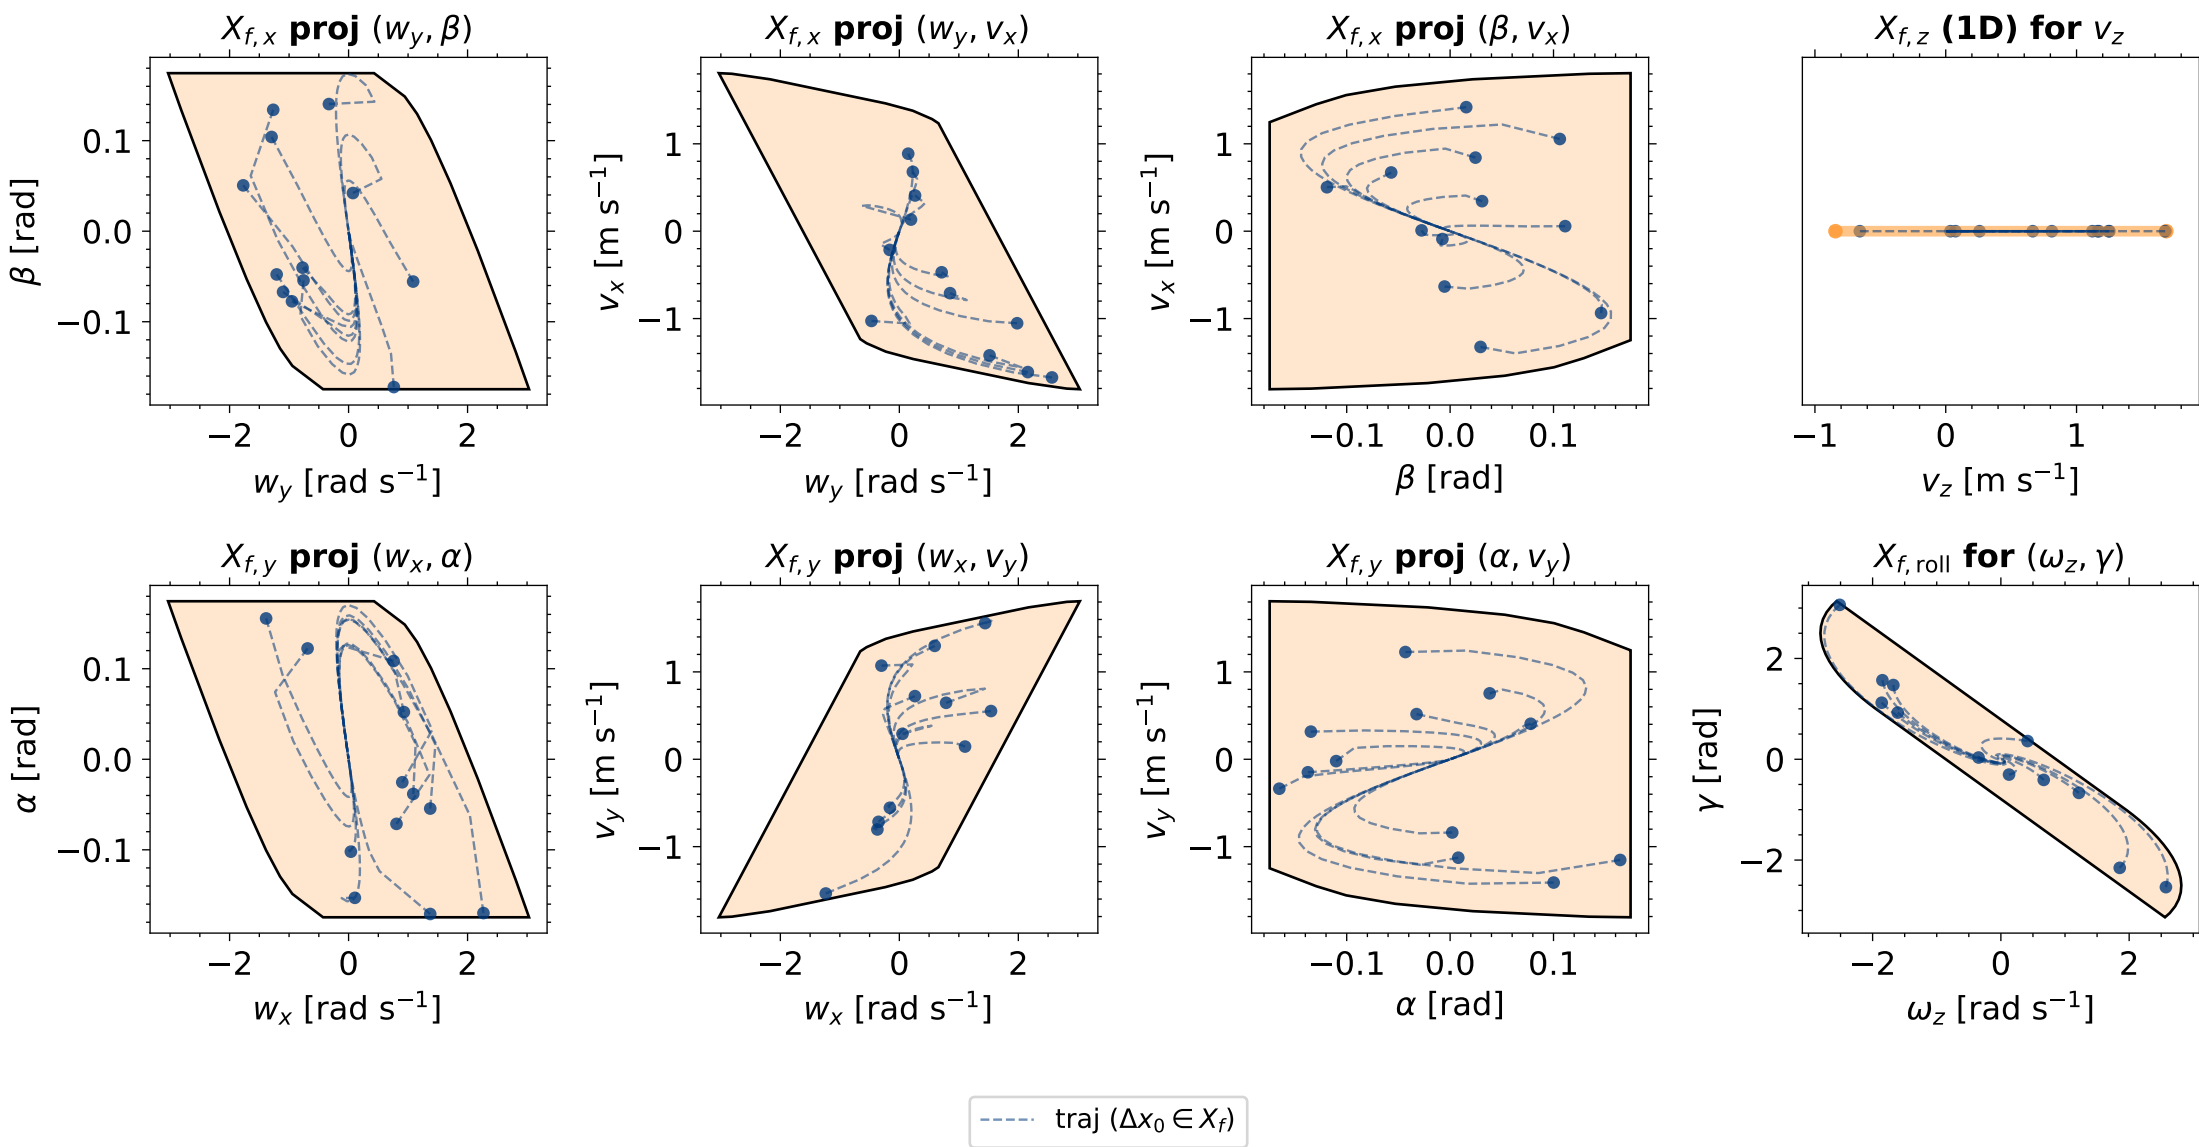 X_{f,x} proj (w_y, β)
0.1
0.0
−0.1
β [rad]
−2 0 2
w_y [rad s⁻¹]
X_{f,x} proj (w_y, v_x)
1
0
−1
v_x [m s⁻¹]
−2 0 2
w_y [rad s⁻¹]
X_{f,x} proj (β, v_x)
1
0
−1
v_x [m s⁻¹]
−0.1 0.0 0.1
β [rad]
X_{f,z} (1D) for v_z
−1 0 1
v_z [m s⁻¹]
X_{f,y} proj (w_x, α)
0.1
0.0
−0.1
α [rad]
−2 0 2
w_x [rad s⁻¹]
X_{f,y} proj (w_x, v_y)
1
0
−1
v_y [m s⁻¹]
−2 0 2
w_x [rad s⁻¹]
X_{f,y} proj (α, v_y)
1
0
−1
v_y [m s⁻¹]
−0.1 0.0 0.1
α [rad]
X_{f,roll} for (ω_z, γ)
2
0
−2
γ [rad]
−2 0 2
ω_z [rad s⁻¹]
traj (Δx₀ ∈ X_f)